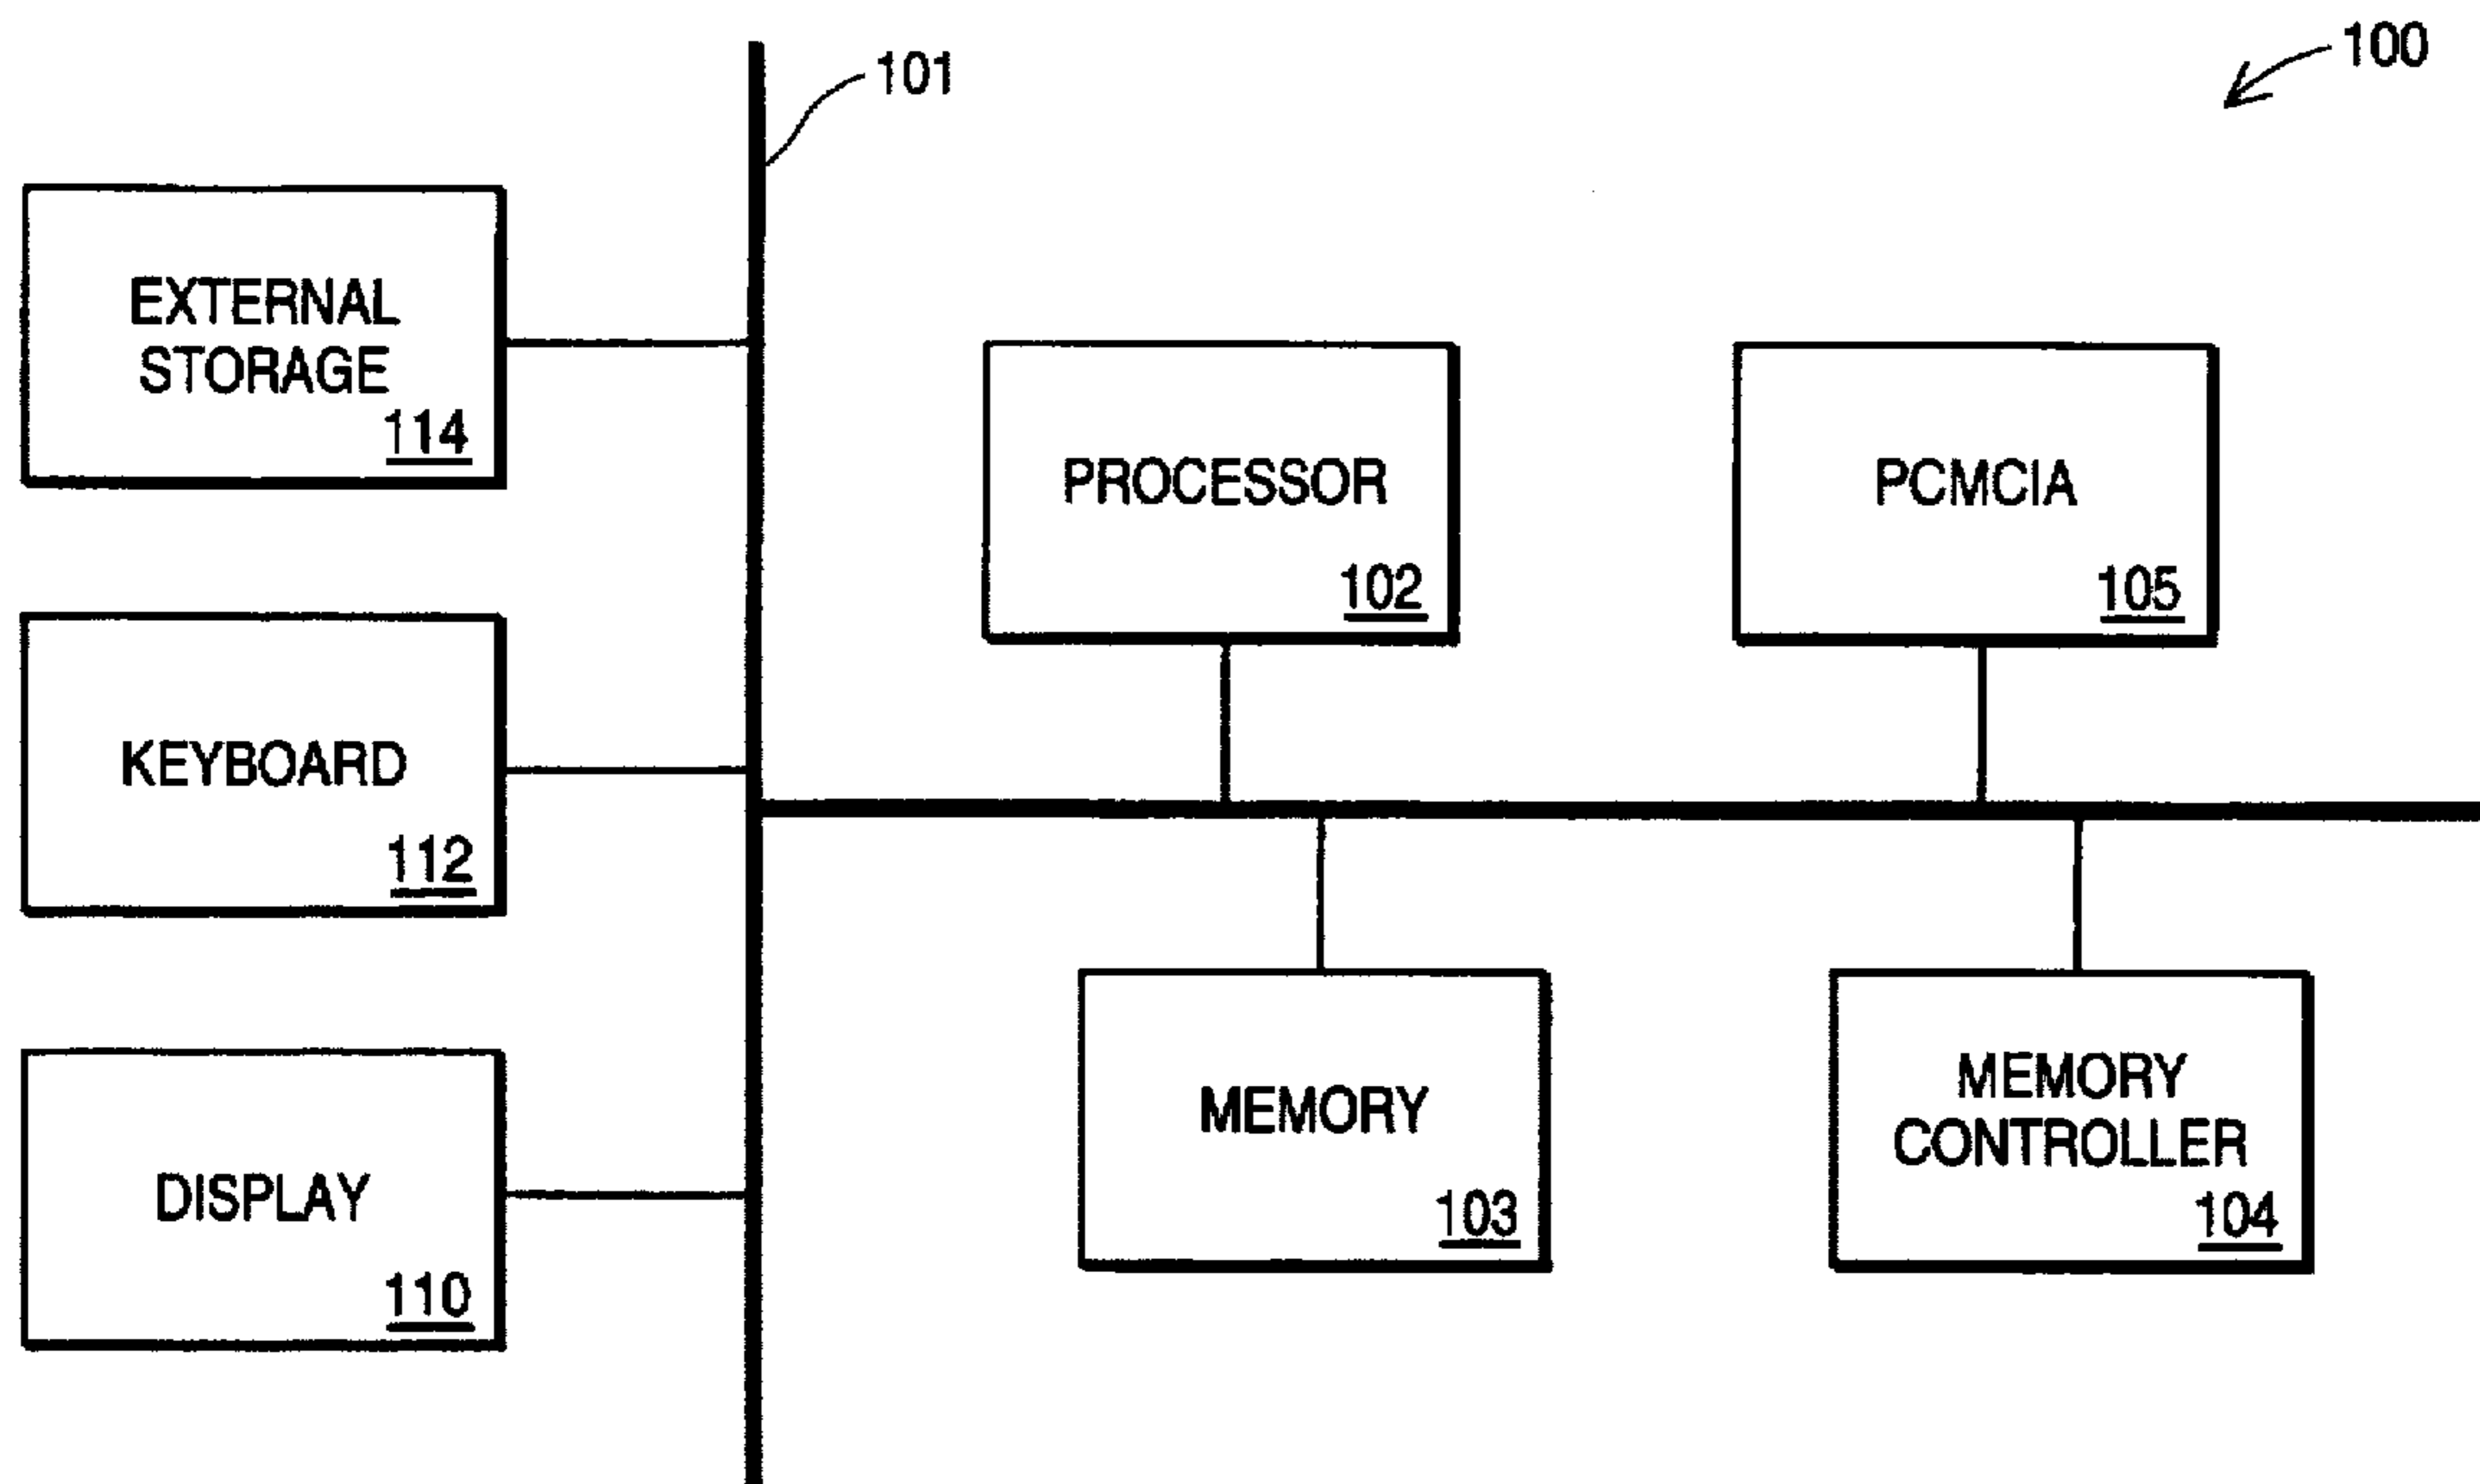 100
101
EXTERNAL
STORAGE
114
PROCESSOR
102
PCMCIA
105
KEYBOARD
112
DISPLAY
110
MEMORY
103
MEMORY
CONTROLLER
104